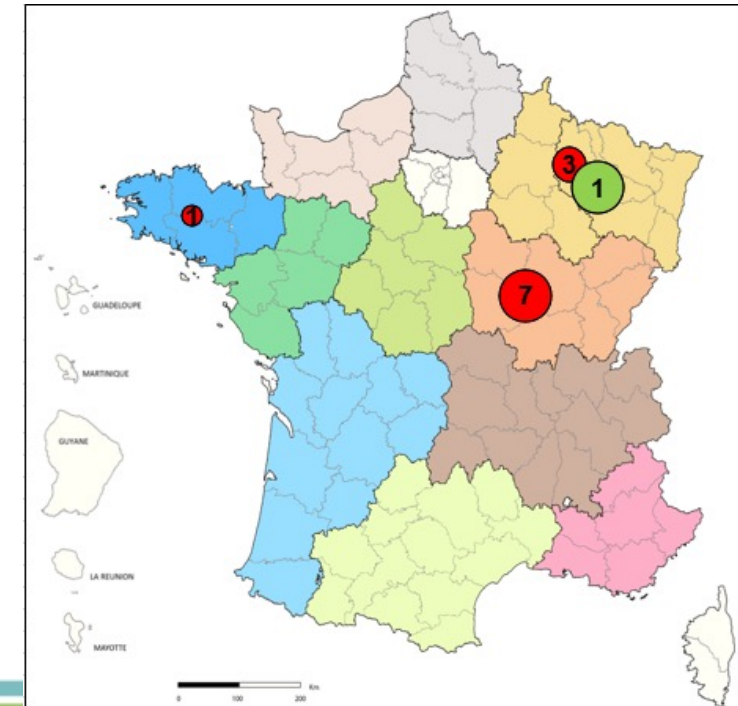 3
1
1
7
GUADELOUPE
MARTINIQUE
GUYANE
LA REUNION
MAYOTTE
Km
0 100 200